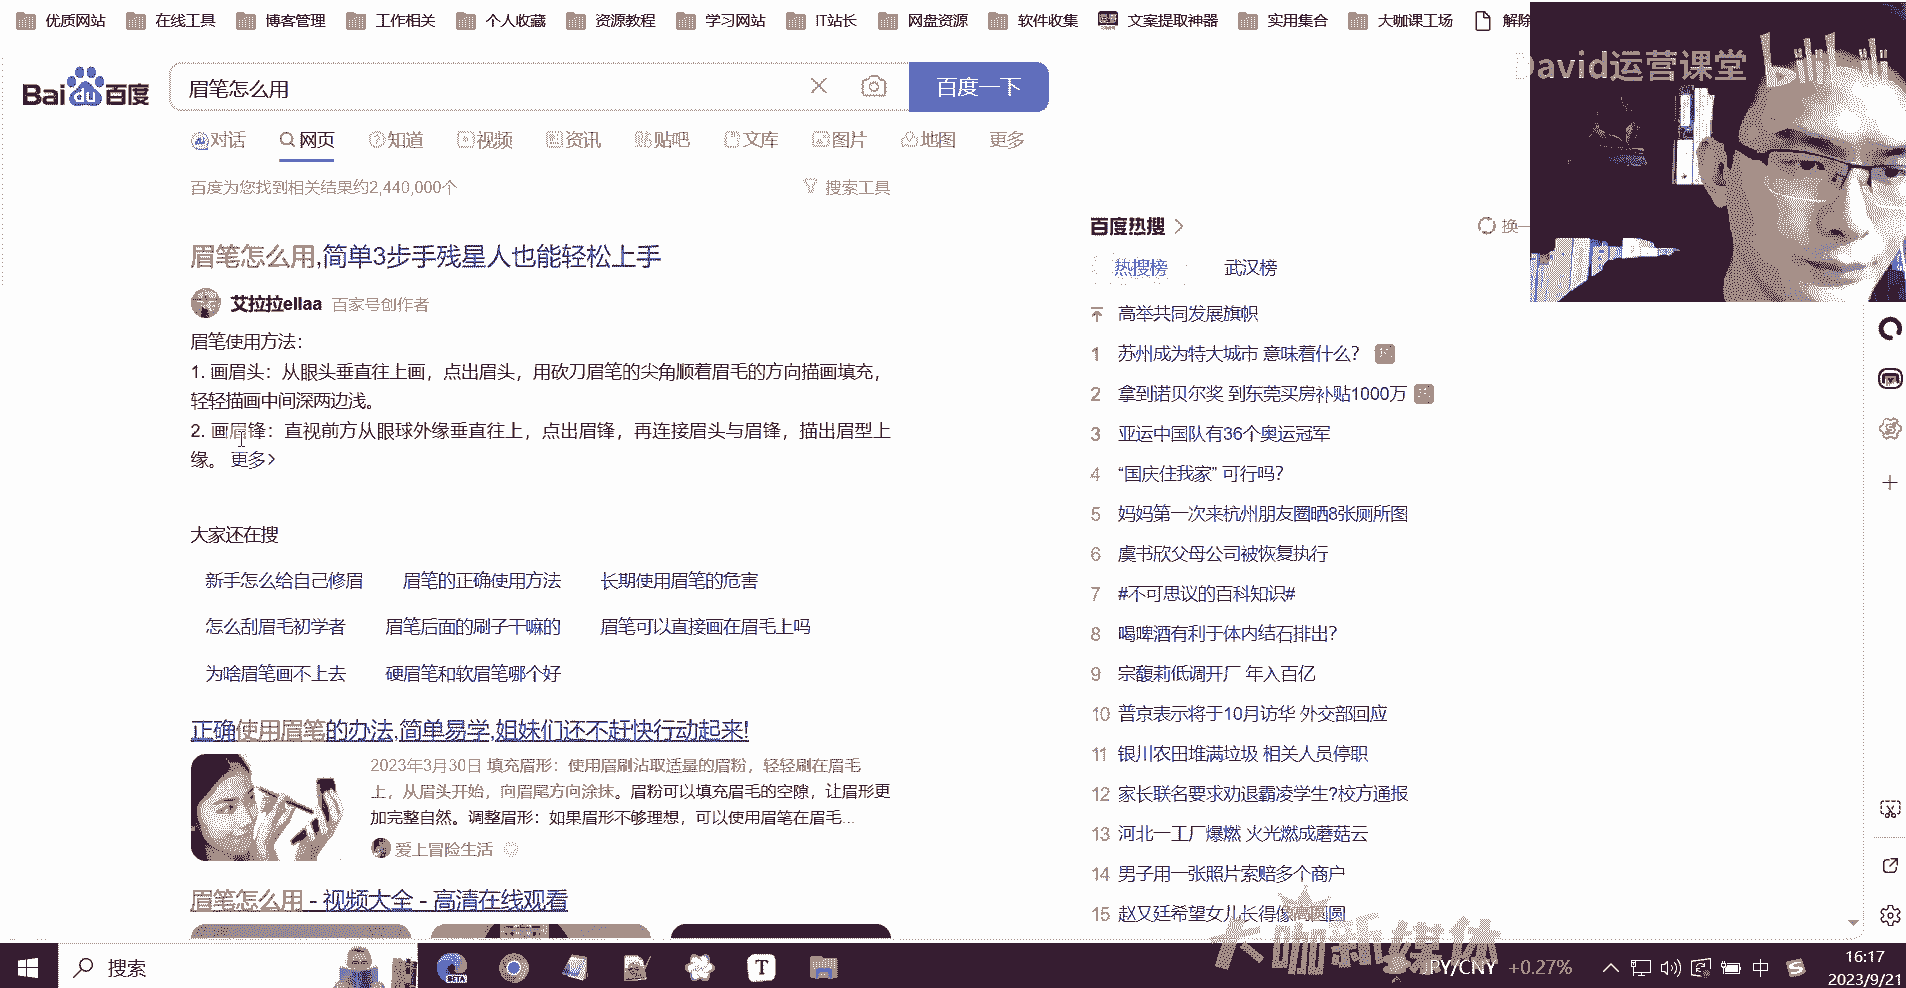 优质网站 在线工具 博客管理 工作相关 个人收藏 资源教程 学习网站 IT站长 网盘资源 软件收集 文案提取神器 实用集合 大咖课工场 解除
David运营课堂
Bai du 百度 眉笔怎么用 百度一下
对话 网页 知道 视频 资讯 贴吧 文库 图片 地图 更多
百度为您找到相关结果约2,440,000个 搜索工具
眉笔怎么用,简单3步手残星人也能轻松上手
艾拉拉ellaa 百家号创作者
眉笔使用方法:
1. 画眉头：从眼头垂直往上画，点出眉头，用砍刀眉笔的尖角顺着眉毛的方向描画填充，
轻轻描画中间深两边浅。
2. 画眉锋：直视前方从眼球外缘垂直往上，点出眉锋，再连接眉头与眉锋，描出眉型上
缘。 更多>
大家还在搜
新手怎么给自己修眉 眉笔的正确使用方法 长期使用眉笔的危害
怎么刮眉毛初学者 眉笔后面的刷子干嘛的 眉笔可以直接画在眉毛上吗
为啥眉笔画不上去 硬眉笔和软眉笔哪个好
正确使用眉笔的办法,简单易学,姐妹们还不赶快行动起来!
2023年3月30日 填充眉形：使用眉刷沾取适量的眉粉，轻轻刷在眉毛
上，从眉头开始，向眉尾方向涂抹。眉粉可以填充眉毛的空隙，让眉形更
加完整自然。调整眉形：如果眉形不够理想，可以使用眉笔在眉毛...
爱上冒险生活
眉笔怎么用 - 视频大全 - 高清在线观看
百度热搜 > 换一
热搜榜 武汉榜
高举共同发展旗帜
1 苏州成为特大城市 意味着什么?
2 拿到诺贝尔奖 到东莞买房补贴1000万
3 亚运中国队有36个奥运冠军
4 “国庆住我家” 可行吗?
5 妈妈第一次来杭州朋友圈晒8张厕所图
6 虞书欣父母公司被恢复执行
7 #不可思议的百科知识#
8 喝啤酒有利于体内结石排出?
9 宗馥莉低调开厂 年入百亿
10 普京表示将于10月访华 外交部回应
11 银川农田堆满垃圾 相关人员停职
12 家长联名要求劝退霸凌学生?校方通报
13 河北一工厂爆燃 火光燃成蘑菇云
14 男子用一张照片索赔多个商户
15 赵又廷希望女儿长得像高圆圆
大咖新媒体
搜索 BETA T JPY/CNY +0.27% 中 S 16:17
2023/9/21